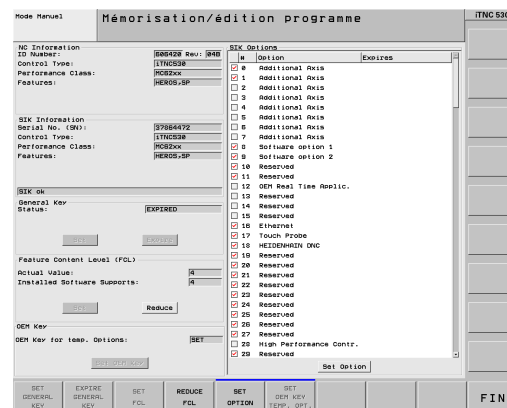 Mode Manuel
Mémorisation/édition programme
iTNC 530
NC Information
ID Number: 606420 Rev: 04B
Control Type: iTNC530
Performance Class: MC62xx
Features: HEROS,SP
SIK Information
Serial No. (SN): 37864472
Control Type: iTNC530
Performance Class: MC62xx
Features: HEROS,SP
SIK ok
General Key
Status: EXPIRED
Set Expire
Feature Content Level (FCL)
Actual Value: 4
Installed Software Supports: 4
Set Reduce
OEM Key
OEM Key for temp. Options: SET
Set OEM Key
SIK Options
# Option Expires
0 Additional Axis
1 Additional Axis
2 Additional Axis
3 Additional Axis
4 Additional Axis
5 Additional Axis
6 Additional Axis
7 Additional Axis
8 Software option 1
9 Software option 2
10 Reserved
11 Reserved
12 OEM Real Time Applic.
13 Reserved
14 Reserved
15 Reserved
16 Ethernet
17 Touch Probe
18 HEIDENHAIN DNC
19 Reserved
20 Reserved
21 Reserved
22 Reserved
23 Reserved
24 Reserved
25 Reserved
26 Reserved
27 Reserved
28 High Performance Contr.
29 Reserved
Set Option
SET GENERAL KEY
EXPIRE GENERAL KEY
SET FCL
REDUCE FCL
SET OPTION
SET OEM KEY TEMP. OPT.
FIN